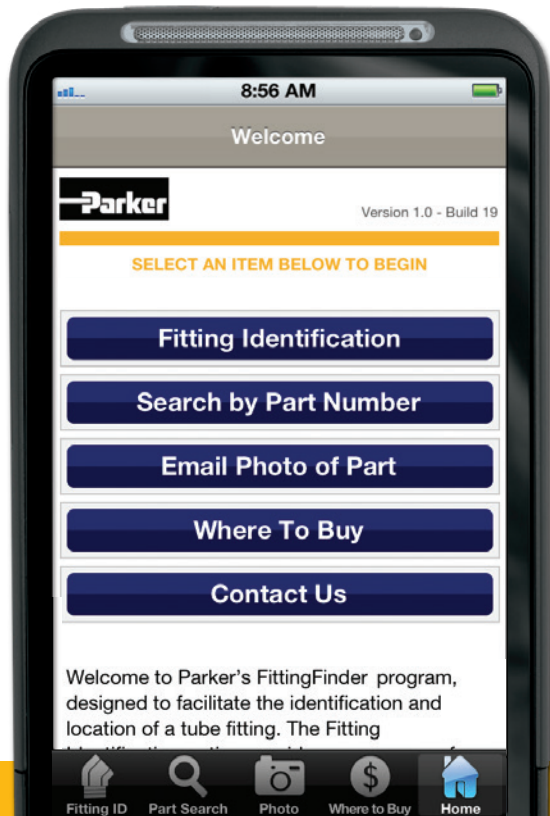 8:56 AM
Welcome
Parker
Version 1.0 - Build 19
SELECT AN ITEM BELOW TO BEGIN
Fitting Identification
Search by Part Number
Email Photo of Part
Where To Buy
Contact Us
Welcome to Parker's FittingFinder program,
designed to facilitate the identification and
location of a tube fitting. The Fitting
$
Fitting ID Part Search Photo Where to Buy Home